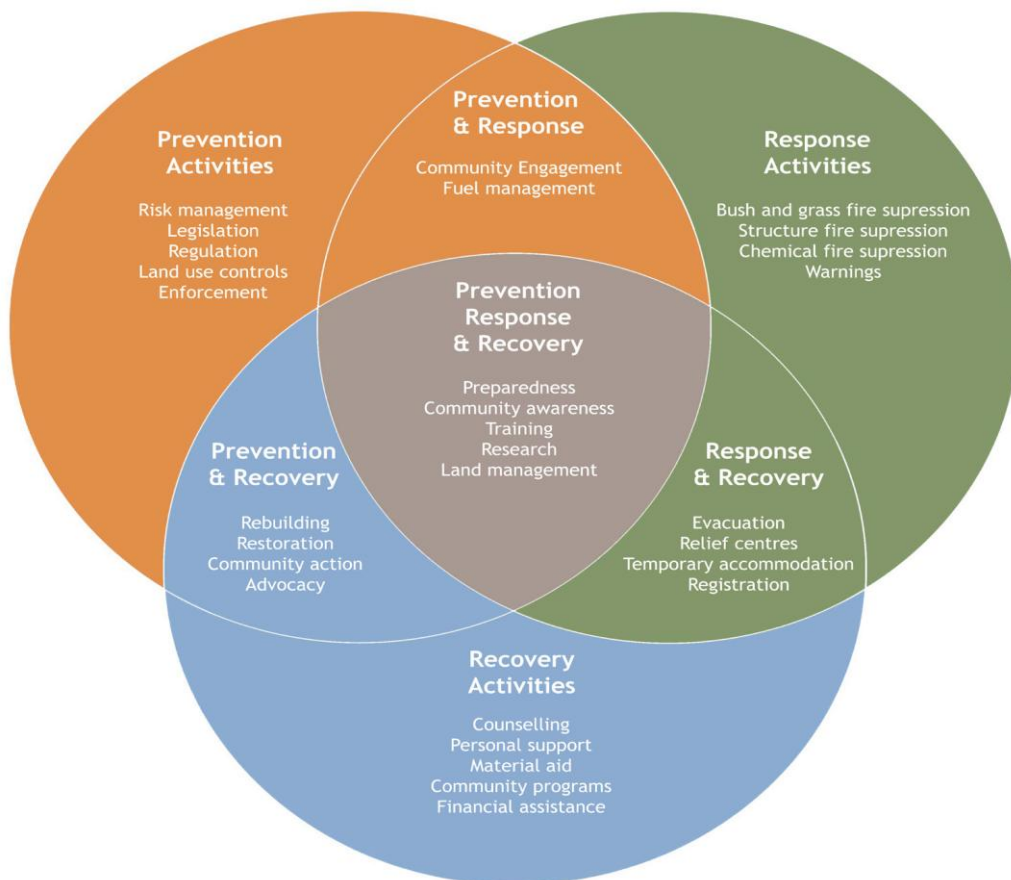 Prevention
& Response
Community Engagement
Fuel management
Prevention
Activities
Risk management
Legislation
Regulation
Land use controls
Enforcement
Response
Activities
Bush and grass fire supression
Structure fire supression
Chemical fire supression
Warnings
Prevention
Response
& Recovery
Preparedness
Community awareness
Training
Research
Land management
Prevention
& Recovery
Rebuilding
Restoration
Community action
Advocacy
Response
& Recovery
Evacuation
Relief centres
Temporary accommodation
Registration
Recovery
Activities
Counselling
Personal support
Material aid
Community programs
Financial assistance